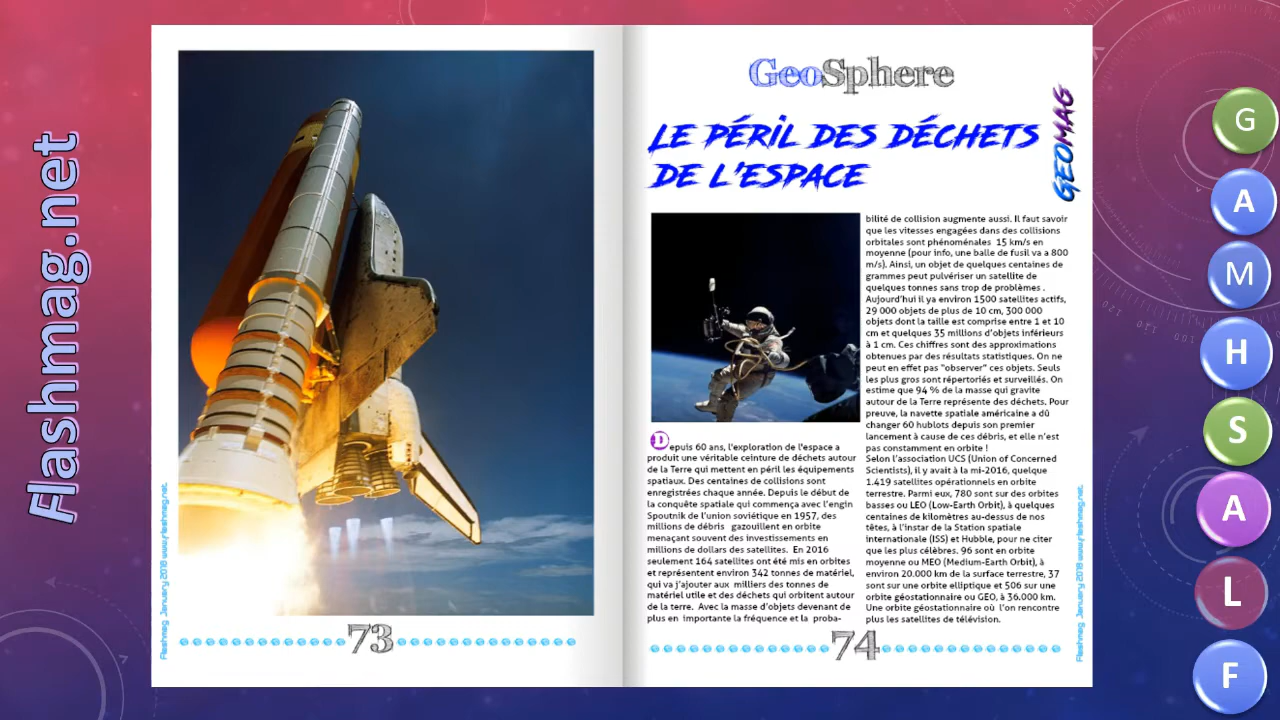 Flashmag.net
Flashmag January 2018 www.flashmag.net
73
GeoSphere
GEOMAG
LE PÉRIL DES DÉCHETS
DE L'ESPACE
Depuis 60 ans, l'exploration de l'espace a
produit une véritable ceinture de déchets autour
de la Terre qui mettent en péril les équipements
spatiaux. Des centaines de collisions sont
enregistrées chaque année. Depuis le début de
la conquête spatiale qui commença avec l'engin
Spoutnik de l'union soviétique en 1957, des
millions de débris gazouillent en orbite
menaçant souvent des investissements en
millions de dollars des satellites. En 2016
seulement 164 satellites ont été mis en orbites
et représentent environ 342 tonnes de matériel,
qui va j'ajouter aux milliers des tonnes de
matériel utile et des déchets qui orbitent autour
de la terre. Avec la masse d'objets devenant de
plus en importante la fréquence et la proba-
bilité de collision augmente aussi. Il faut savoir
que les vitesses engagées dans des collisions
orbitales sont phénoménales 15 km/s en
moyenne (pour info, une balle de fusil va a 800
m/s). Ainsi, un objet de quelques centaines de
grammes peut pulvériser un satellite de
quelques tonnes sans trop de problèmes .
Aujourd'hui il ya environ 1500 satellites actifs,
29 000 objets de plus de 10 cm, 300 000
objets dont la taille est comprise entre 1 et 10
cm et quelques 35 millions d'objets inférieurs
à 1 cm. Ces chiffres sont des approximations
obtenues par des résultats statistiques. On ne
peut en effet pas "observer" ces objets. Seuls
les plus gros sont répertoriés et surveillés. On
estime que 94 % de la masse qui gravite
autour de la Terre représente des déchets. Pour
preuve, la navette spatiale américaine a dû
changer 60 hublots depuis son premier
lancement à cause de ces débris, et elle n'est
pas constamment en orbite !
Selon l'association UCS (Union of Concerned
Scientists), il y avait à la mi-2016, quelque
1.419 satellites opérationnels en orbite
terrestre. Parmi eux, 780 sont sur des orbites
basses ou LEO (Low-Earth Orbit), à quelques
centaines de kilomètres au-dessus de nos
têtes, à l'instar de la Station spatiale
internationale (ISS) et Hubble, pour ne citer
que les plus célèbres. 96 sont en orbite
moyenne ou MEO (Medium-Earth Orbit), à
environ 20.000 km de la surface terrestre, 37
sont sur une orbite elliptique et 506 sur une
orbite géostationnaire ou GEO, à 36.000 km.
Une orbite géostationnaire où l'on rencontre
plus les satellites de télévision.
74
Flashmag January 2018 www.flashmag.net
G
A
M
H
S
A
L
F